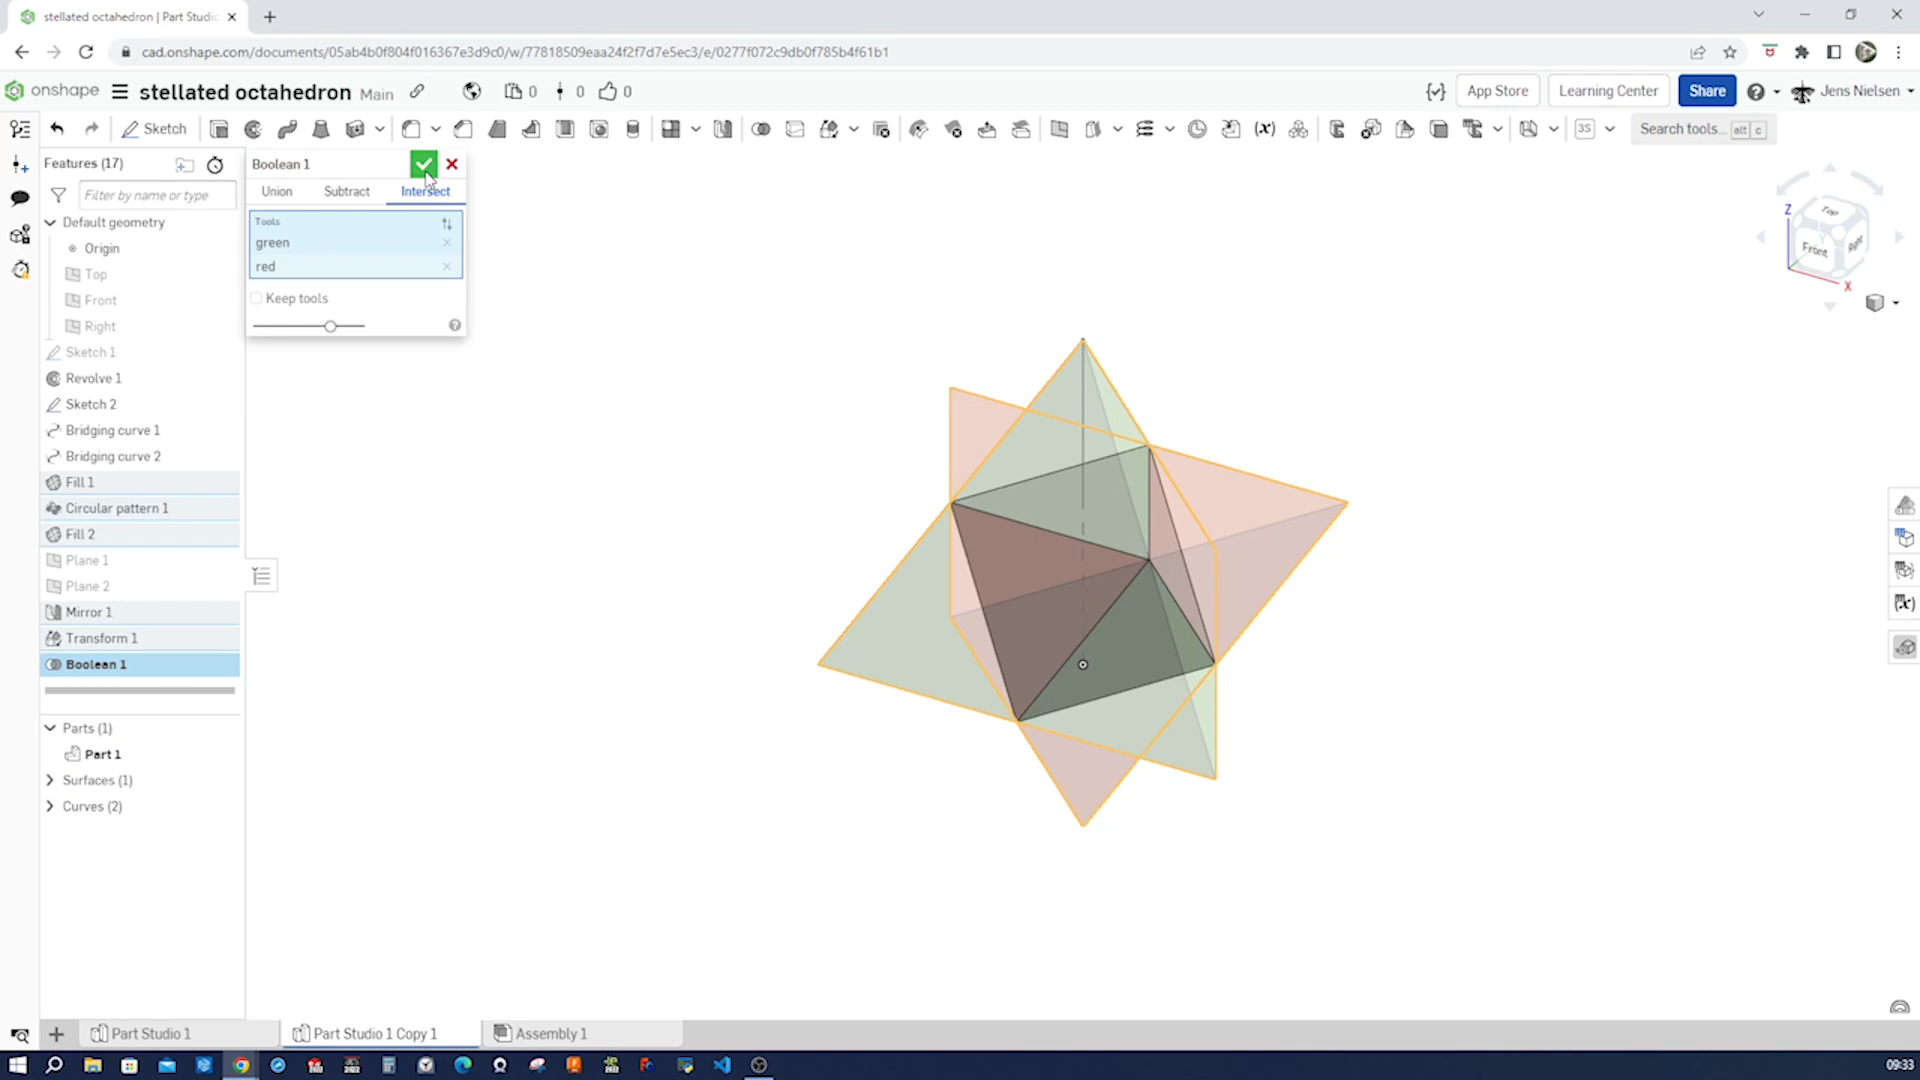 stellated octahedron | Part Studio
cad.onshape.com/documents/05ab4b0f804f016367e3d9c0/w/77818509eaa24f2f7d7e5ec3/e/0277f072c9db0f785b4f61b1
onshape stellated octahedron Main 0 0 0 App Store Learning Center Share Jens Nielsen
Sketch Search tools... alt c
Features (17)
Filter by name or type
Default geometry
Origin
Top
Front
Right
Sketch 1
Revolve 1
Sketch 2
Bridging curve 1
Bridging curve 2
Fill 1
Circular pattern 1
Fill 2
Plane 1
Plane 2
Mirror 1
Transform 1
Boolean 1
Parts (1)
Part 1
Surfaces (1)
Curves (2)
Boolean 1
Union Subtract Intersect
Tools
green
red
Keep tools
Z
Top
Y
Front Right
X
Part Studio 1 Part Studio 1 Copy 1 Assembly 1
09:33